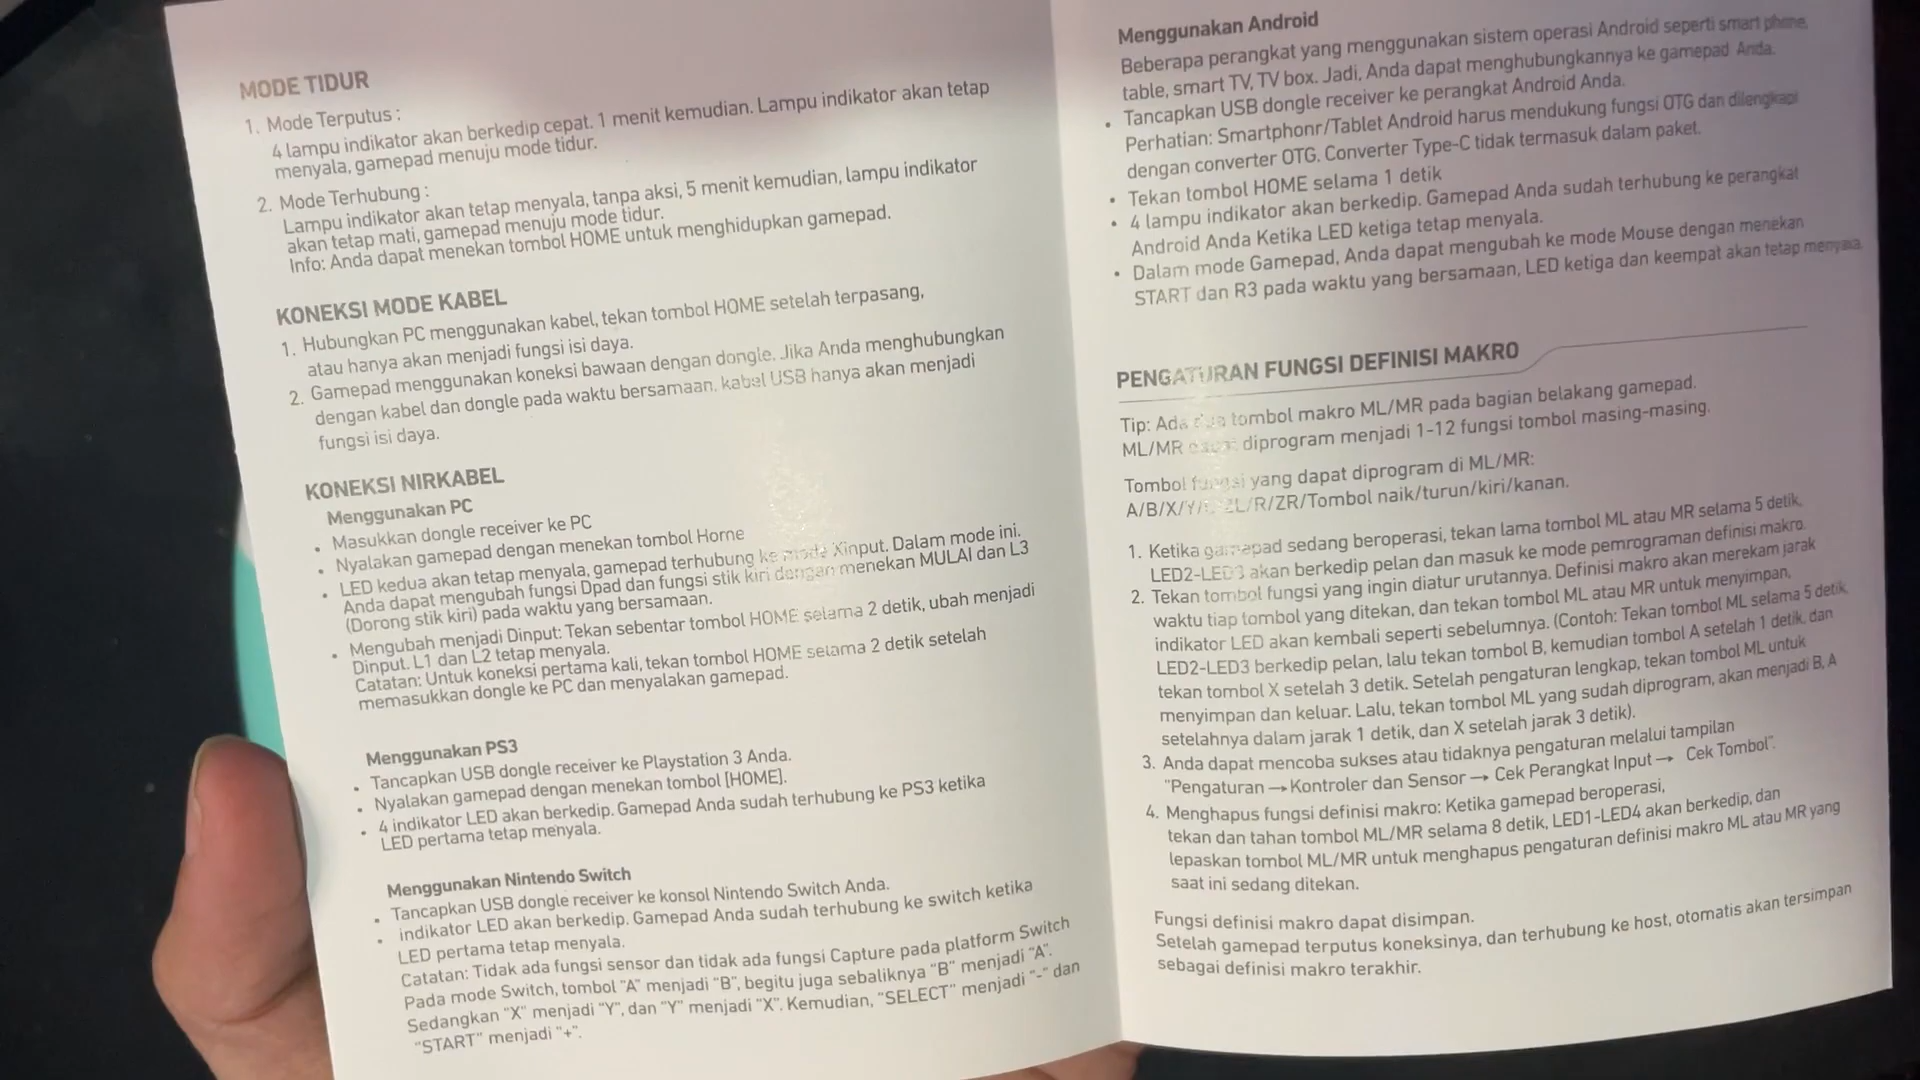 MODE TIDUR
1. Mode Terputus :
4 lampu indikator akan berkedip cepat. 1 menit kemudian. Lampu indikator akan tetap
menyala, gamepad menuju mode tidur.
2. Mode Terhubung :
Lampu indikator akan tetap menyala, tanpa aksi, 5 menit kemudian, lampu indikator
akan tetap mati, gamepad menuju mode tidur.
Info: Anda dapat menekan tombol HOME untuk menghidupkan gamepad.
KONEKSI MODE KABEL
1. Hubungkan PC menggunakan kabel, tekan tombol HOME setelah terpasang,
atau hanya akan menjadi fungsi isi daya.
2. Gamepad menggunakan koneksi bawaan dengan dongle. Jika Anda menghubungkan
dengan kabel dan dongle pada waktu bersamaan. kabel USB hanya akan menjadi
fungsi isi daya.
KONEKSI NIRKABEL
Menggunakan PC
• Masukkan dongle receiver ke PC
• Nyalakan gamepad dengan menekan tombol Horne
• LED kedua akan tetap menyala, gamepad terhubung ke mode Xinput. Dalam mode ini.
Anda dapat mengubah fungsi Dpad dan fungsi stik kiri dengan menekan MULAI dan L3
(Dorong stik kiri) pada waktu yang bersamaan.
• Mengubah menjadi Dinput: Tekan sebentar tombol HOME selama 2 detik, ubah menjadi
Dinput. L1 dan L2 tetap menyala.
Catatan: Untuk koneksi pertama kali, tekan tombol HOME selama 2 detik setelah
memasukkan dongle ke PC dan menyalakan gamepad.
Menggunakan PS3
• Tancapkan USB dongle receiver ke Playstation 3 Anda.
• Nyalakan gamepad dengan menekan tombol [HOME].
• 4 indikator LED akan berkedip. Gamepad Anda sudah terhubung ke PS3 ketika
LED pertama tetap menyala.
Menggunakan Nintendo Switch
• Tancapkan USB dongle receiver ke konsol Nintendo Switch Anda.
• indikator LED akan berkedip. Gamepad Anda sudah terhubung ke switch ketika
LED pertama tetap menyala.
Catatan: Tidak ada fungsi sensor dan tidak ada fungsi Capture pada platform Switch
Pada mode Switch, tombol "A" menjadi "B", begitu juga sebaliknya "B" menjadi "A".
Sedangkan "X" menjadi "Y", dan "Y" menjadi "X". Kemudian, "SELECT" menjadi "-" dan
"START" menjadi "+".
Menggunakan Android
Beberapa perangkat yang menggunakan sistem operasi Android seperti smart phone,
table, smart TV, TV box. Jadi, Anda dapat menghubungkannya ke gamepad Anda.
• Tancapkan USB dongle receiver ke perangkat Android Anda.
Perhatian: Smartphonr/Tablet Android harus mendukung fungsi OTG dan dilengkapi
dengan converter OTG. Converter Type-C tidak termasuk dalam paket.
• Tekan tombol HOME selama 1 detik
• 4 lampu indikator akan berkedip. Gamepad Anda sudah terhubung ke perangkat
Android Anda Ketika LED ketiga tetap menyala.
• Dalam mode Gamepad, Anda dapat mengubah ke mode Mouse dengan menekan
START dan R3 pada waktu yang bersamaan, LED ketiga dan keempat akan tetap menyala.
PENGATURAN FUNGSI DEFINISI MAKRO
Tip: Ada dua tombol makro ML/MR pada bagian belakang gamepad.
ML/MR dapat diprogram menjadi 1-12 fungsi tombol masing-masing.
Tombol fungsi yang dapat diprogram di ML/MR:
A/B/X/Y/ ZL/R/ZR/Tombol naik/turun/kiri/kanan.
1. Ketika gamepad sedang beroperasi, tekan lama tombol ML atau MR selama 5 detik,
LED2-LED3 akan berkedip pelan dan masuk ke mode pemrograman definisi makro.
2. Tekan tombol fungsi yang ingin diatur urutannya. Definisi makro akan merekam jarak
waktu tiap tombol yang ditekan, dan tekan tombol ML atau MR untuk menyimpan,
indikator LED akan kembali seperti sebelumnya. (Contoh: Tekan tombol ML selama 5 detik,
LED2-LED3 berkedip pelan, lalu tekan tombol B, kemudian tombol A setelah 1 detik, dan
tekan tombol X setelah 3 detik. Setelah pengaturan lengkap, tekan tombol ML untuk
menyimpan dan keluar. Lalu, tekan tombol ML yang sudah diprogram, akan menjadi B, A
setelahnya dalam jarak 1 detik, dan X setelah jarak 3 detik).
3. Anda dapat mencoba sukses atau tidaknya pengaturan melalui tampilan
"Pengaturan → Kontroler dan Sensor → Cek Perangkat Input → Cek Tombol".
4. Menghapus fungsi definisi makro: Ketika gamepad beroperasi,
tekan dan tahan tombol ML/MR selama 8 detik, LED1-LED4 akan berkedip, dan
lepaskan tombol ML/MR untuk menghapus pengaturan definisi makro ML atau MR yang
saat ini sedang ditekan.
Fungsi definisi makro dapat disimpan.
Setelah gamepad terputus koneksinya, dan terhubung ke host, otomatis akan tersimpan
sebagai definisi makro terakhir.